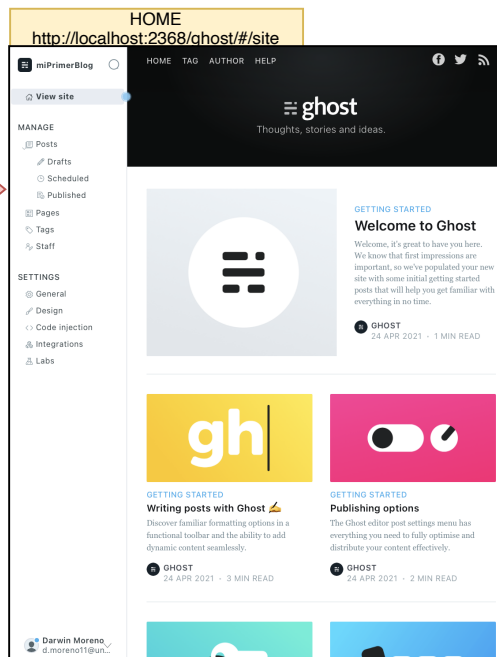 HOME
http://localhost:2368/ghost/#/site
miPrimerBlog
View site
MANAGE
Posts
Drafts
Scheduled
Published
Pages
Tags
Staff
SETTINGS
General
Design
Code injection
Integrations
Labs
Darwin Moreno
d.moreno11@un...
HOME TAG AUTHOR HELP
ghost
Thoughts, stories and ideas.
GETTING STARTED
Welcome to Ghost
Welcome, it's great to have you here.
We know that first impressions are
important, so we've populated your new
site with some initial getting started
posts that will help you get familiar with
everything in no time.
GHOST
24 APR 2021 · 1 MIN READ
gh
GETTING STARTED
Writing posts with Ghost ✍️
Discover familiar formatting options in a
functional toolbar and the ability to add
dynamic content seamlessly.
GHOST
24 APR 2021 · 3 MIN READ
GETTING STARTED
Publishing options
The Ghost editor post settings menu has
everything you need to fully optimise and
distribute your content effectively.
GHOST
24 APR 2021 · 2 MIN READ